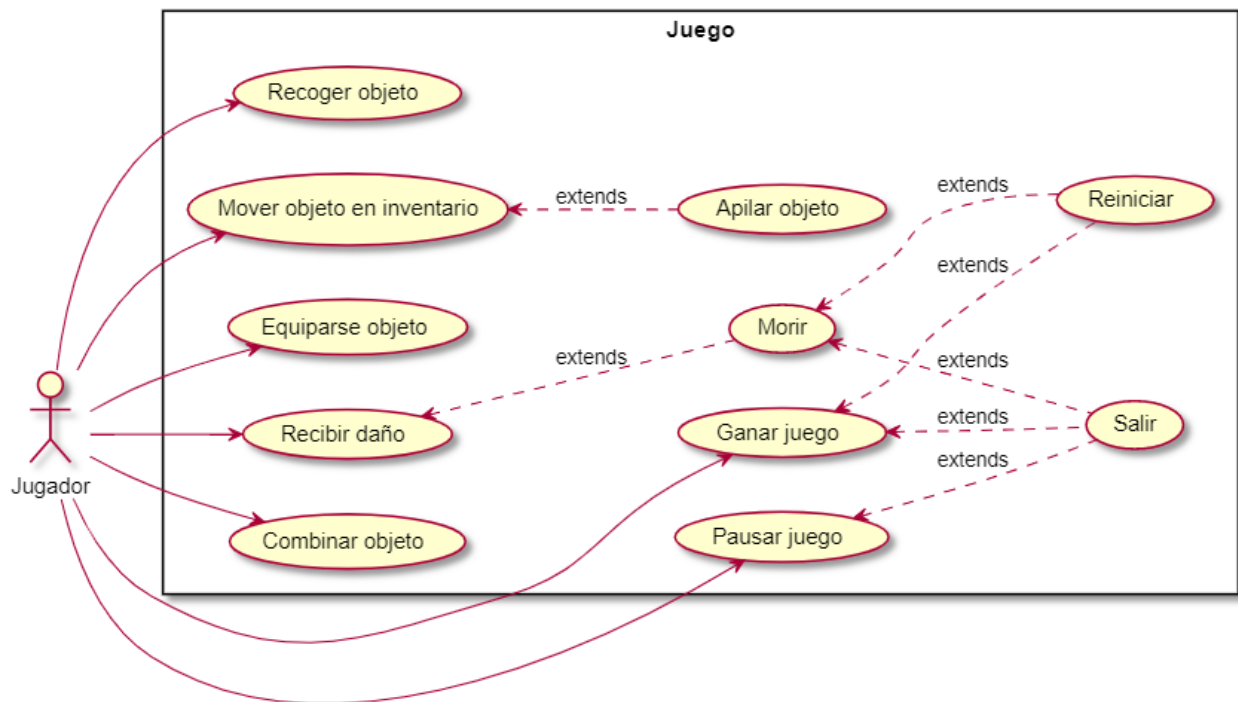 Juego
Recoger objeto
Mover objeto en inventario
extends
Apilar objeto
extends
Reiniciar
extends
Equiparse objeto
Morir
extends
extends
Recibir daño
Ganar juego
extends
Salir
extends
Jugador
Combinar objeto
Pausar juego